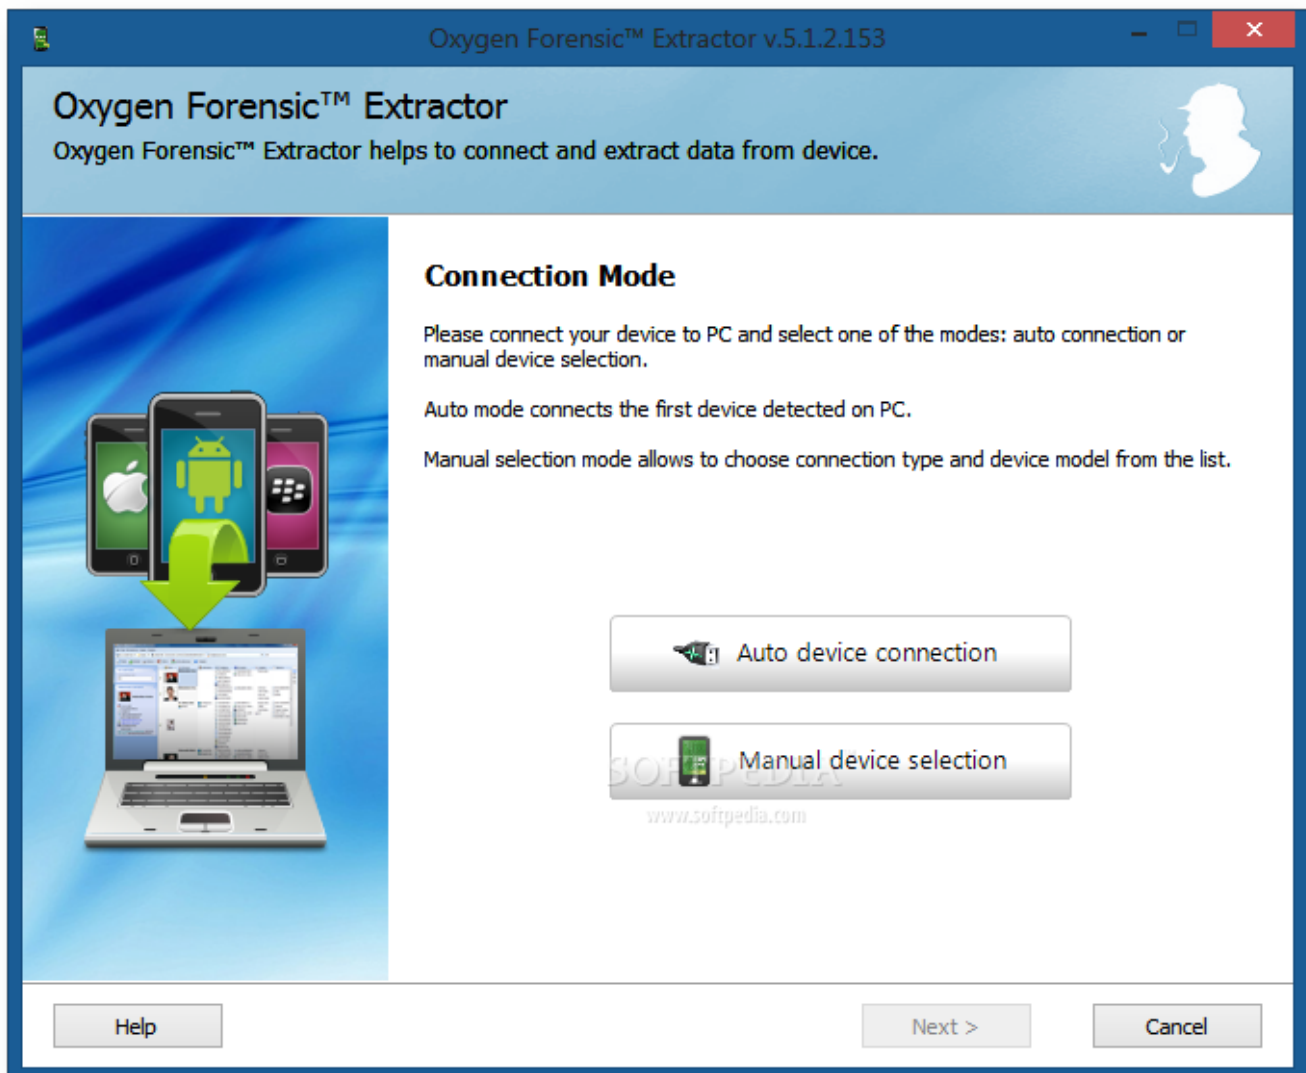 Oxygen Forensic™ Extractor v.5.1.2.153
Oxygen Forensic™ Extractor
Oxygen Forensic™ Extractor helps to connect and extract data from device.
Connection Mode
Please connect your device to PC and select one of the modes: auto connection or
manual device selection.
Auto mode connects the first device detected on PC.
Manual selection mode allows to choose connection type and device model from the list.
Auto device connection
Manual device selection
SOFTPEDIA
www.softpedia.com
Help
Next >
Cancel